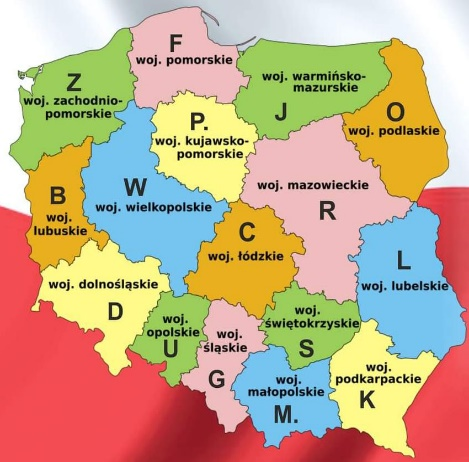 F
woj. pomorskie
Z
woj. zachodnio-
pomorskie
woj. warmińsko-
mazurskie
J
O
woj. podlaskie
P.
woj. kujawsko-
pomorskie
B
woj.
lubuskie
W
woj. wielkopolskie
woj. mazowieckie
R
C
woj. łódzkie
L
woj. lubelskie
woj. dolnośląskie
D
woj.
opolskie
U
woj.
śląskie
G
woj.
świętokrzyskie
S
woj.
małopolskie
M.
woj.
podkarpackie
K